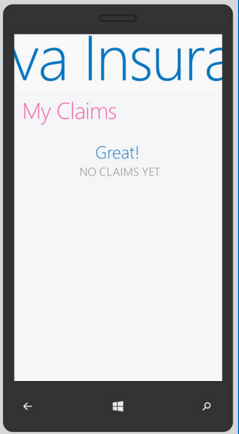 va Insura
My Claims
Great!
NO CLAIMS YET